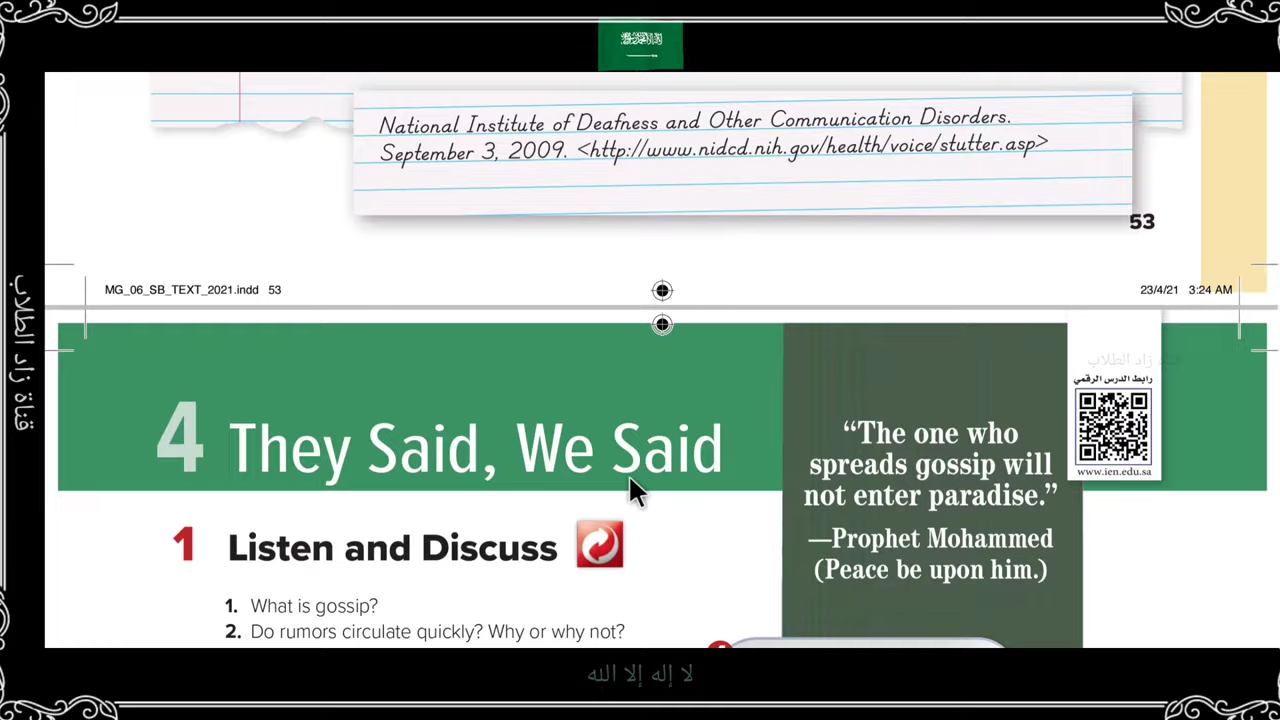 National Institute of Deafness and Other Communication Disorders.
September 3, 2009. <http://www.nidcd.nih.gov/health/voice/stutter.asp>
53
MG_06_SB_TEXT_2021.indd 53
23/4/21 3:24 AM
قناة زاد الطلاب
رابط الدرس الرقمي
www.ien.edu.sa
4 They Said, We Said
“The one who
spreads gossip will
not enter paradise.”
—Prophet Mohammed
(Peace be upon him.)
1 Listen and Discuss
1. What is gossip?
2. Do rumors circulate quickly? Why or why not?
قناة زاد الطلاب
لا إله إلا الله